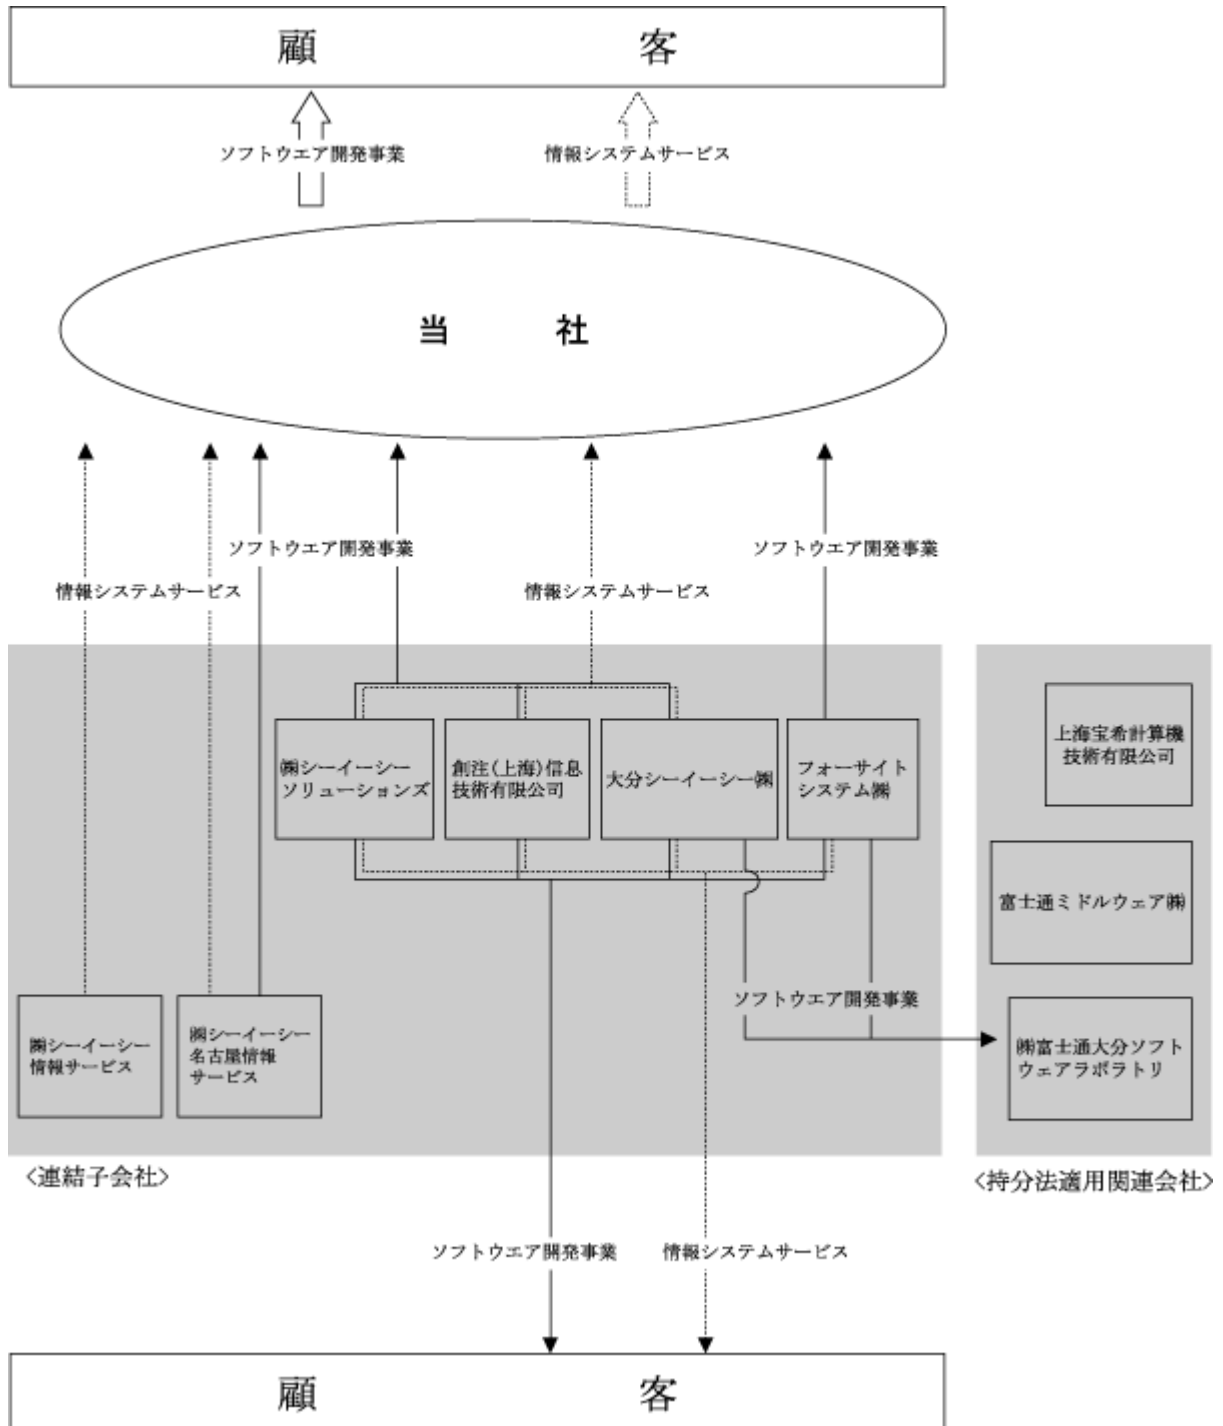 顧　客
ソフトウエア開発事業
情報システムサービス
当　社
ソフトウエア開発事業
ソフトウエア開発事業
情報システムサービス
情報システムサービス
㈱シーイーシー
ソリューションズ
創注(上海)信息
技術有限公司
大分シーイーシー㈱
フォーサイト
システム㈱
上海宝希計算機
技術有限公司
富士通ミドルウェア㈱
ソフトウエア開発事業
㈱シーイーシー
情報サービス
㈱シーイーシー
名古屋情報
サービス
㈱富士通大分ソフト
ウェアラボラトリ
<連結子会社>
<持分法適用関連会社>
ソフトウエア開発事業
情報システムサービス
顧　客